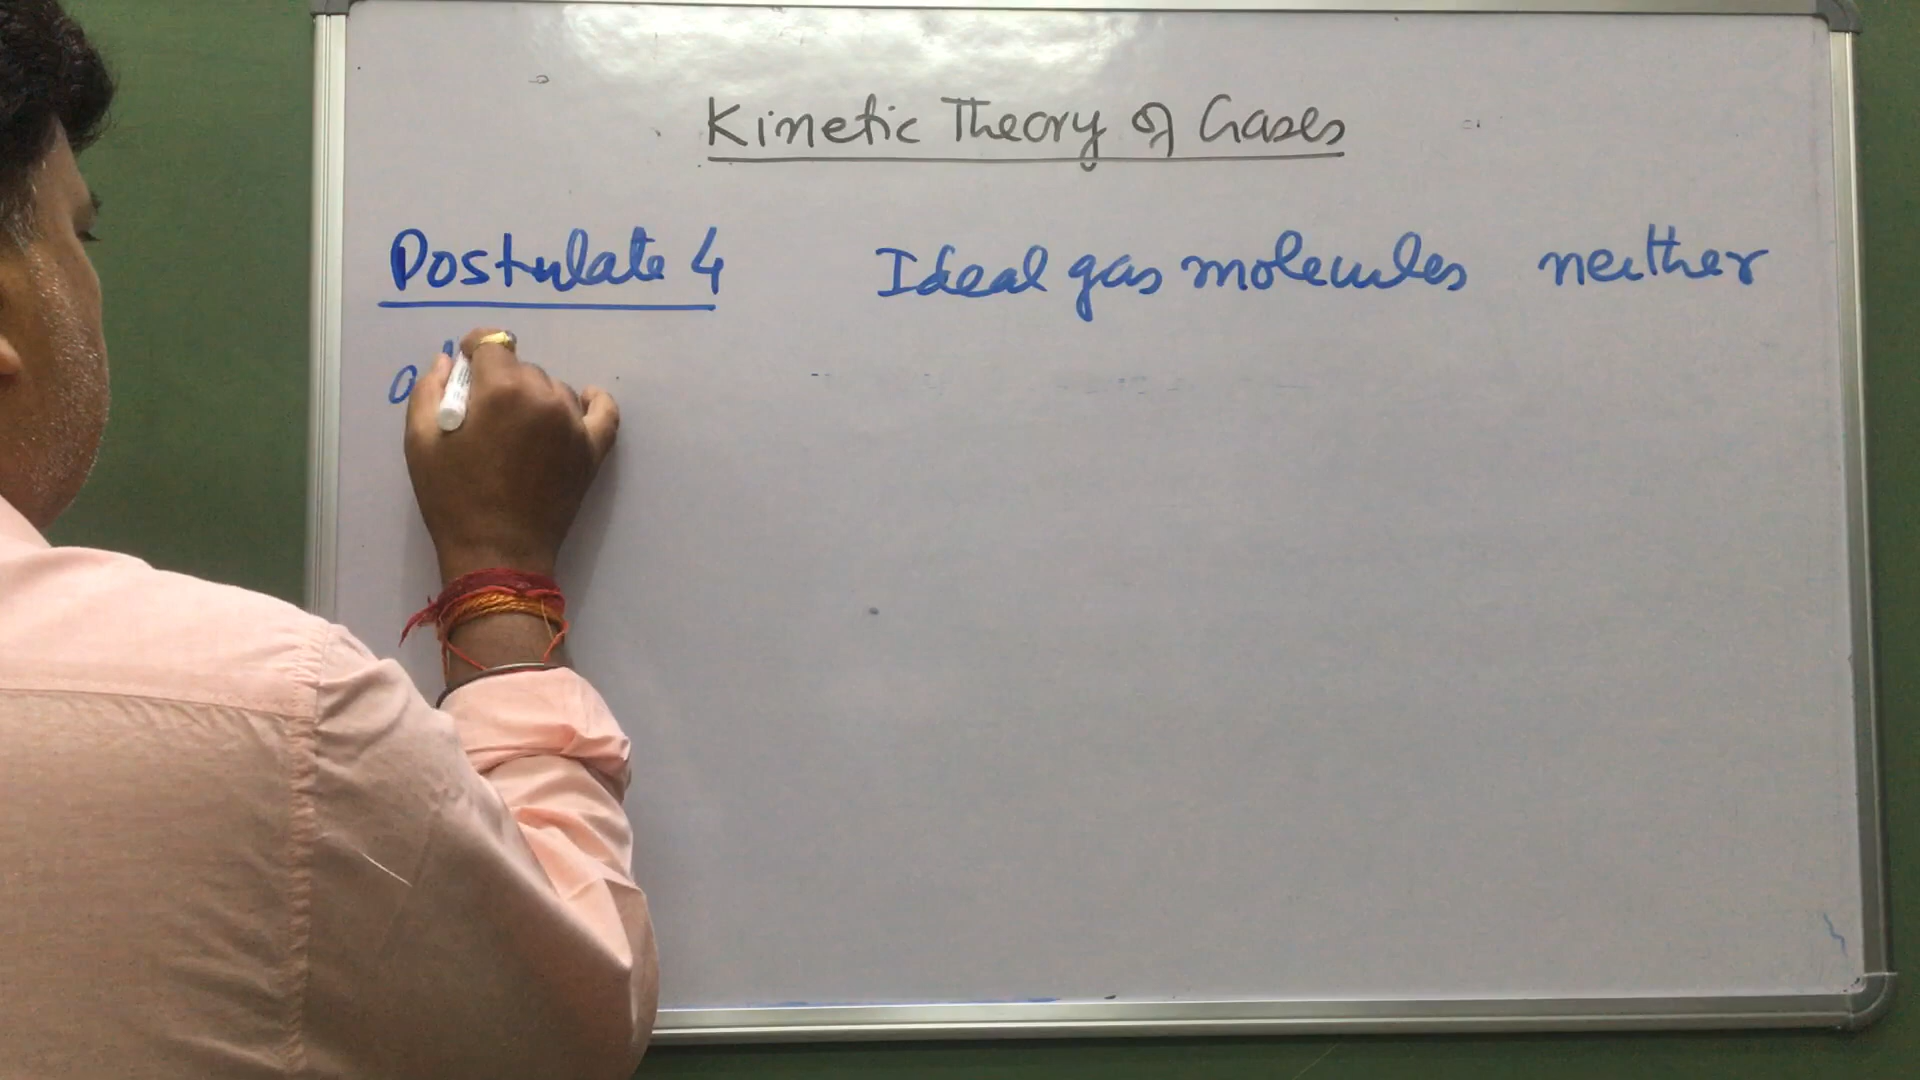 Kinetic Theory of Gases
Postulate 4 Ideal gas molecules neither